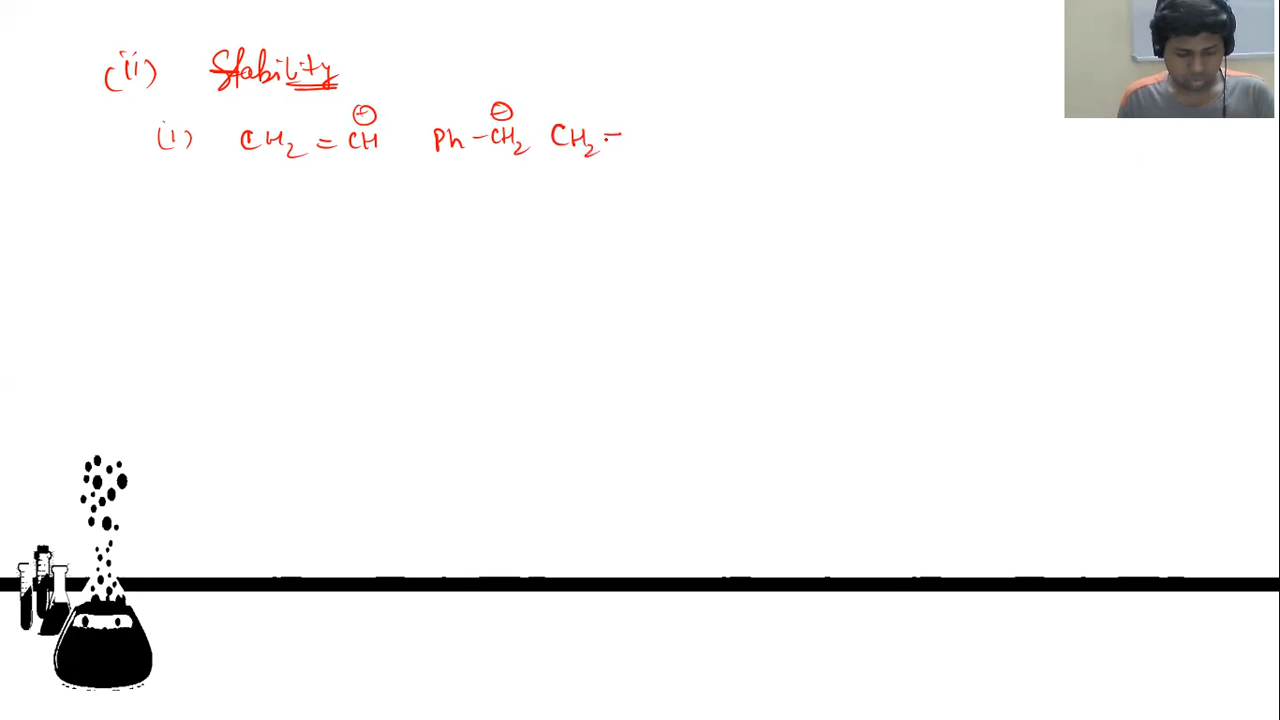 (ii) Stability
(i) CH₂ = CH⊕ Ph - CH₂⊖ CH₂ =